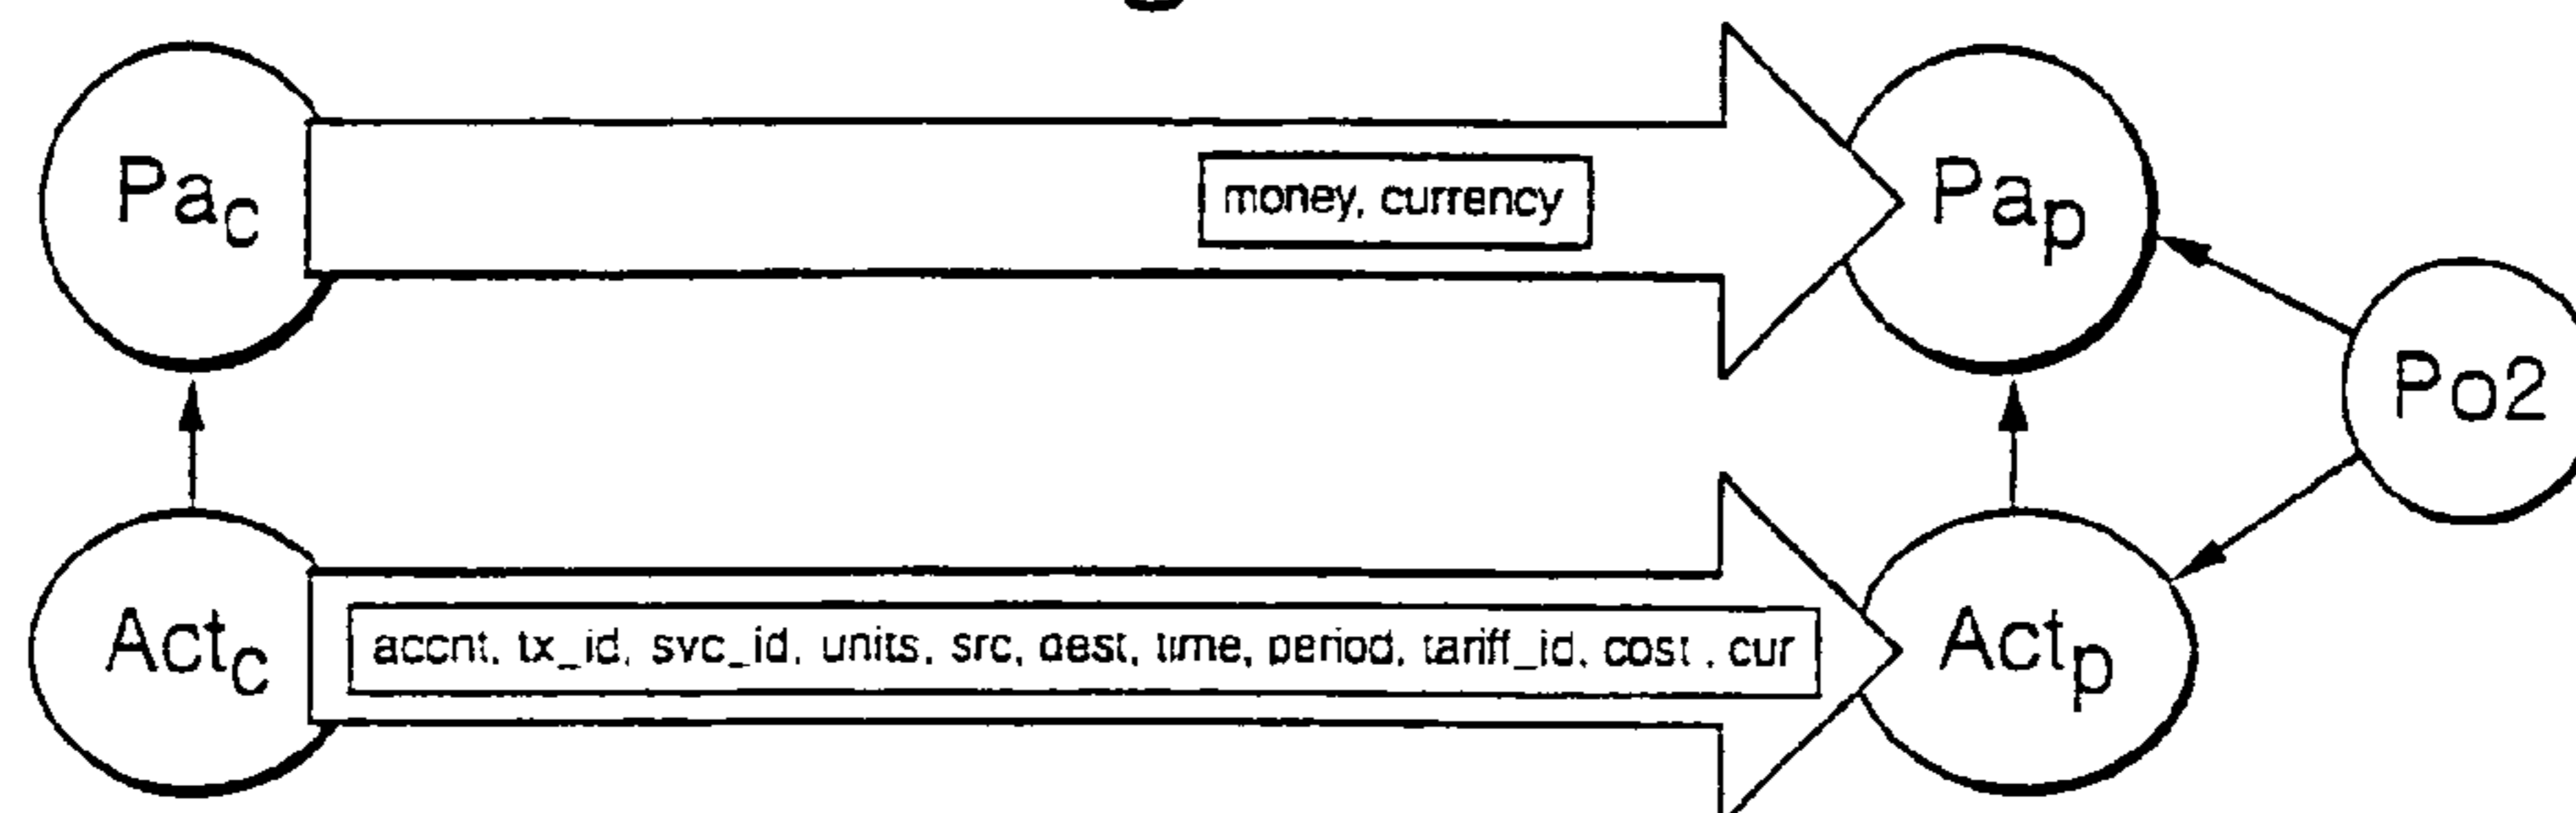 Pac
money, currency
Pap
Po2
Actc
accnt, tx_id, svc_id, units, src, dest, time, period, tariff_id, cost , cur
Actp